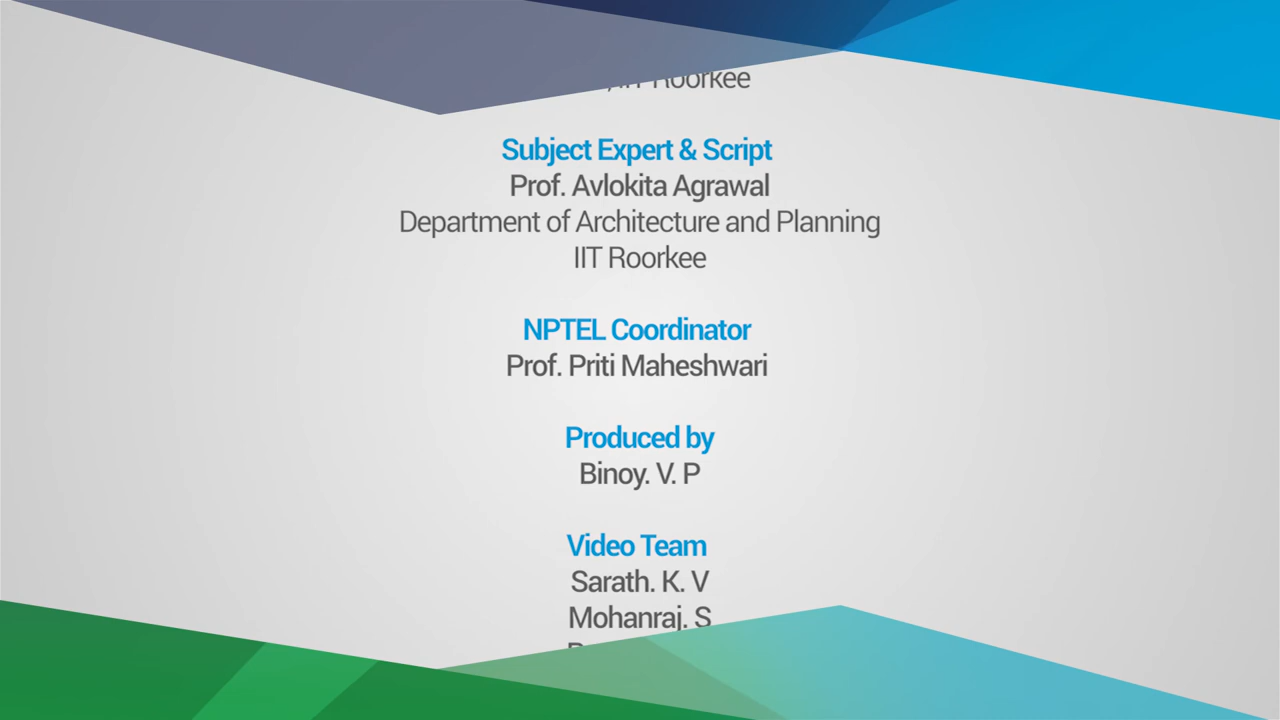 Roorkee
Subject Expert & Script
Prof. Avlokita Agrawal
Department of Architecture and Planning
IIT Roorkee
NPTEL Coordinator
Prof. Priti Maheshwari
Produced by
Binoy. V. P
Video Team
Sarath. K. V
Mohanraj. S